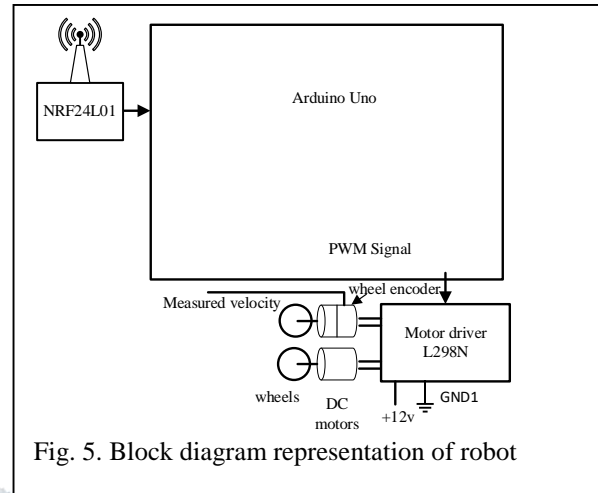 NRF24L01
Arduino Uno
PWM Signal
wheel encoder
Measured velocity
Motor driver
L298N
wheels
DC
motors
+12v
GND1
Fig. 5. Block diagram representation of robot